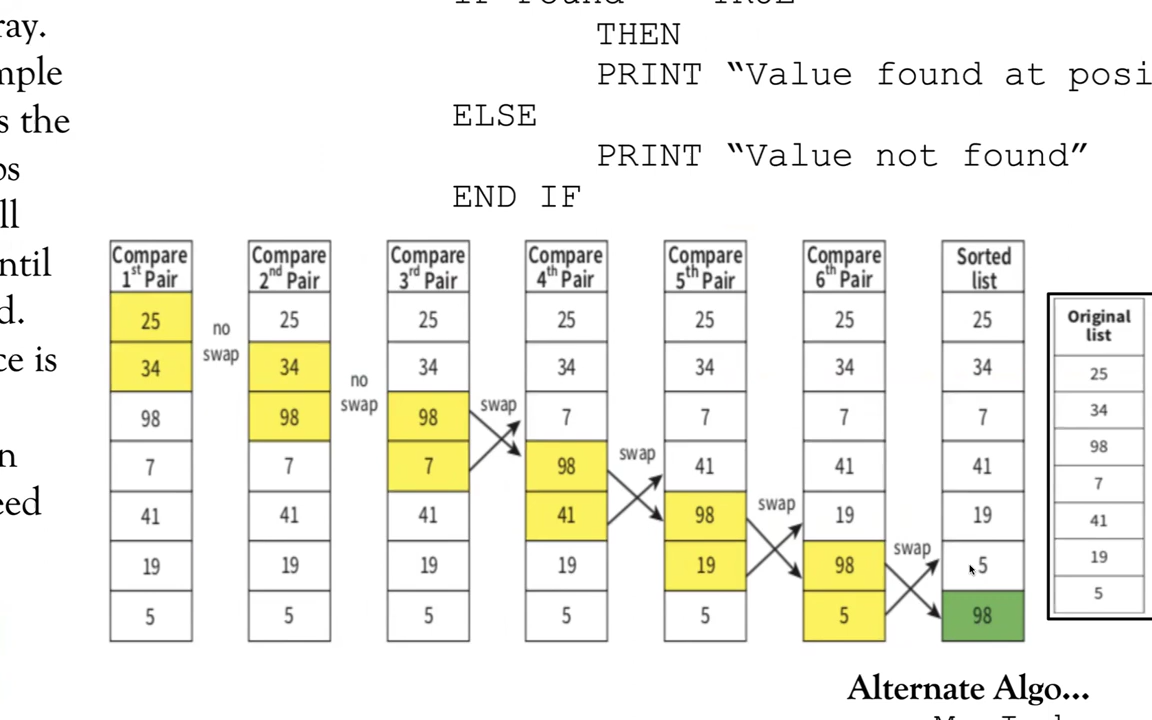 ray.
mple
s the
ps
ll
ntil
d.
ce is
n
eed
THEN
PRINT “Value found at posi
ELSE
PRINT “Value not found”
END IF
Compare 1st Pair
25
34
98
7
41
19
5
no swap
Compare 2nd Pair
25
34
98
7
41
19
5
no swap
Compare 3rd Pair
25
34
98
7
41
19
5
swap
Compare 4th Pair
25
34
7
98
41
19
5
swap
Compare 5th Pair
25
34
7
41
98
19
5
swap
Compare 6th Pair
25
34
7
41
19
98
5
swap
Sorted list
25
34
7
41
19
5
98
Original list
25
34
98
7
41
19
5
Alternate Algo...